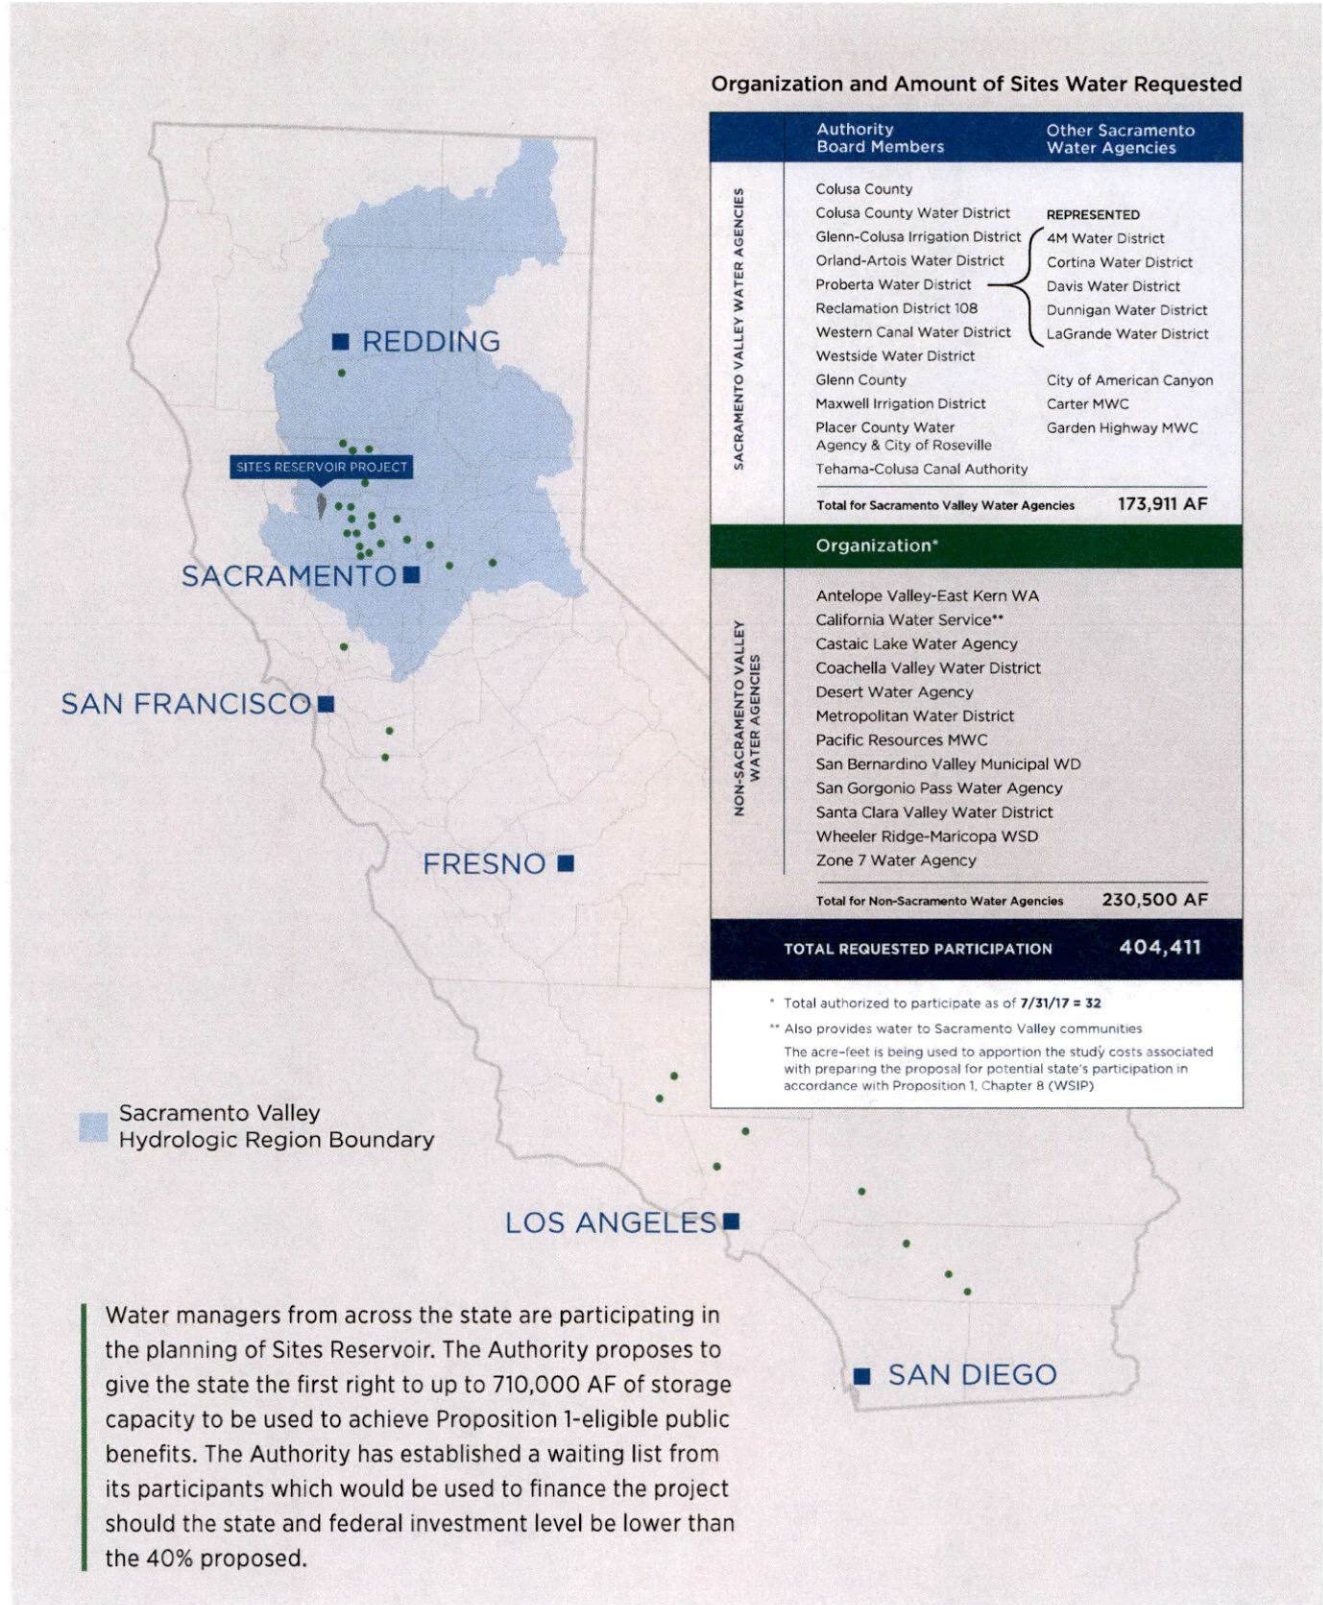 Organization and Amount of Sites Water Requested
Authority
Board Members
Other Sacramento
Water Agencies
SACRAMENTO VALLEY WATER AGENCIES
Colusa County
Colusa County Water District
Glenn-Colusa Irrigation District
Orland-Artois Water District
Proberta Water District
Reclamation District 108
Western Canal Water District
Westside Water District
Glenn County
Maxwell Irrigation District
Placer County Water
Agency & City of Roseville
Tehama-Colusa Canal Authority
REPRESENTED
4M Water District
Cortina Water District
Davis Water District
Dunnigan Water District
LaGrande Water District
City of American Canyon
Carter MWC
Garden Highway MWC
Total for Sacramento Valley Water Agencies 173,911 AF
Organization*
NON-SACRAMENTO VALLEY
WATER AGENCIES
Antelope Valley-East Kern WA
California Water Service**
Castaic Lake Water Agency
Coachella Valley Water District
Desert Water Agency
Metropolitan Water District
Pacific Resources MWC
San Bernardino Valley Municipal WD
San Gorgonio Pass Water Agency
Santa Clara Valley Water District
Wheeler Ridge-Maricopa WSD
Zone 7 Water Agency
Total for Non-Sacramento Water Agencies 230,500 AF
TOTAL REQUESTED PARTICIPATION 404,411
* Total authorized to participate as of 7/31/17 = 32
** Also provides water to Sacramento Valley communities
The acre-feet is being used to apportion the study costs associated
with preparing the proposal for potential state's participation in
accordance with Proposition 1, Chapter 8 (WSIP)
REDDING
SITES RESERVOIR PROJECT
SACRAMENTO
SAN FRANCISCO
FRESNO
Sacramento Valley
Hydrologic Region Boundary
LOS ANGELES
SAN DIEGO
Water managers from across the state are participating in
the planning of Sites Reservoir. The Authority proposes to
give the state the first right to up to 710,000 AF of storage
capacity to be used to achieve Proposition 1-eligible public
benefits. The Authority has established a waiting list from
its participants which would be used to finance the project
should the state and federal investment level be lower than
the 40% proposed.